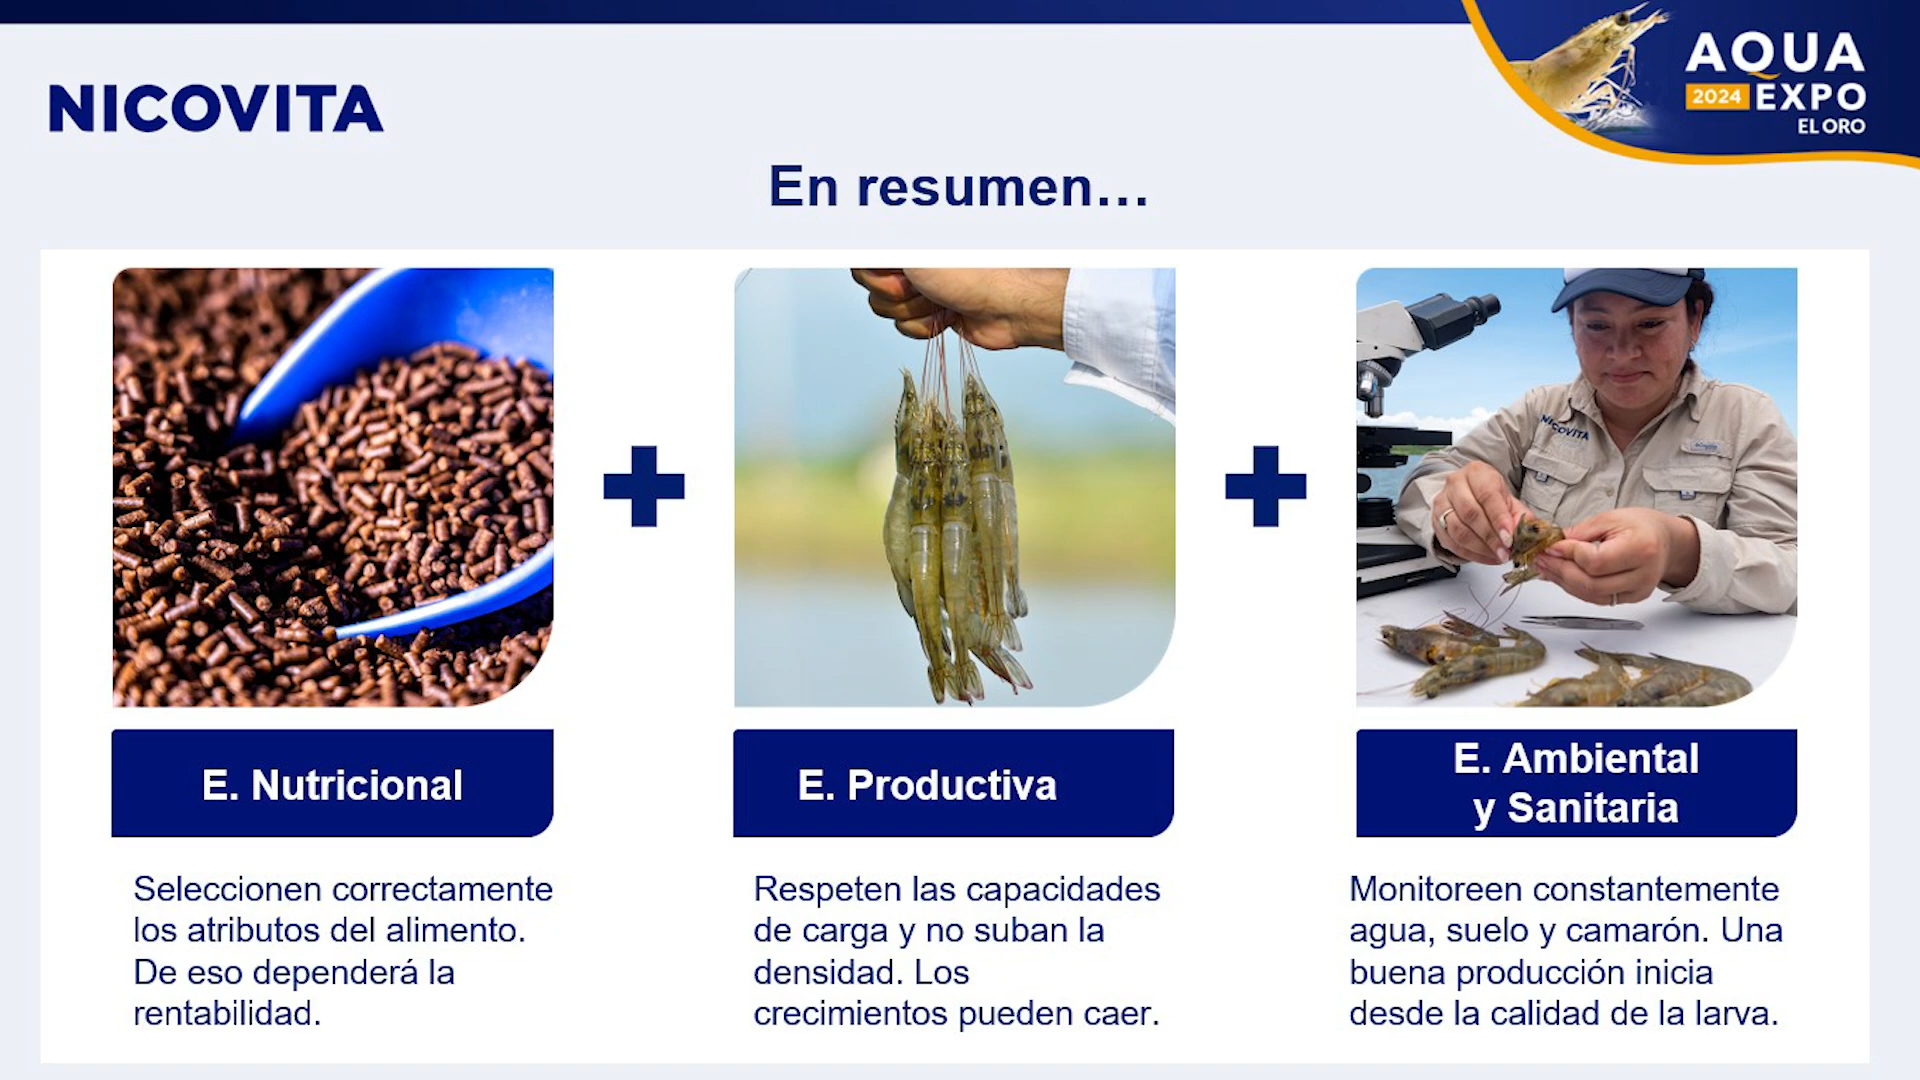 NICOVITA
AQUA
2024 EXPO
EL ORO
En resumen...
NICOVITA
E. Nutricional
E. Productiva
E. Ambiental
y Sanitaria
Seleccionen correctamente
los atributos del alimento.
De eso dependerá la
rentabilidad.
Respeten las capacidades
de carga y no suban la
densidad. Los
crecimientos pueden caer.
Monitoreen constantemente
agua, suelo y camarón. Una
buena producción inicia
desde la calidad de la larva.